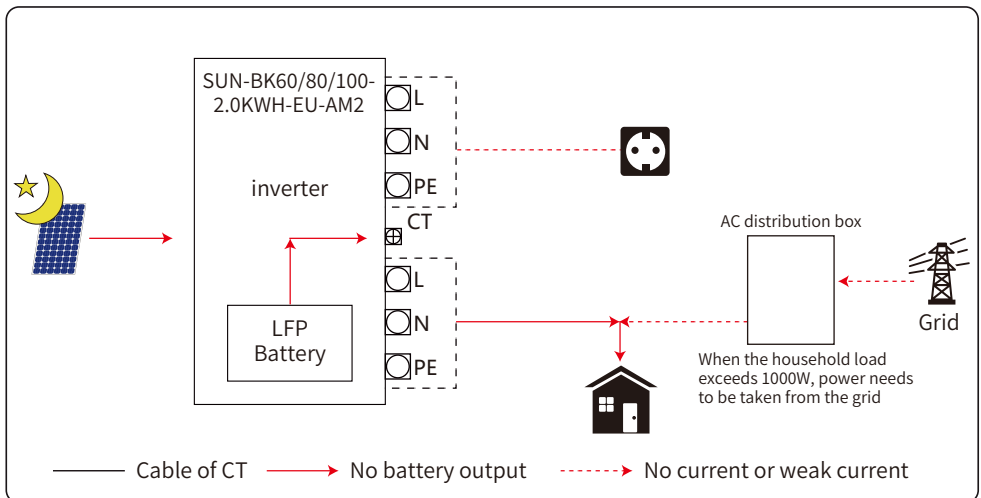 SUN-BK60/80/100-
2.0KWH-EU-AM2
L
N
PE
inverter
CT
L
N
PE
LFP
Battery
AC distribution box
Grid
When the household load
exceeds 1000W, power needs
to be taken from the grid
Cable of CT
No battery output
No current or weak current